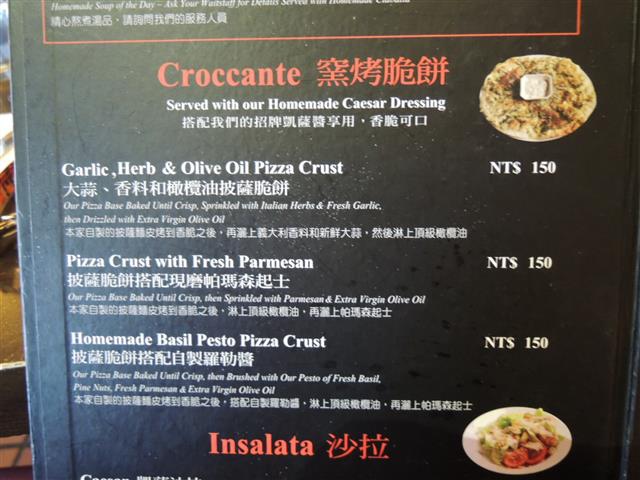 Homemade Soup of the Day – Ask Your Waitstaff for Details Served with Homemade Ciabatta
精心熬煮湯品，請詢問我們的服務人員
Croccante 窯烤脆餅
Served with our Homemade Caesar Dressing
搭配我們的招牌凱薩醬享用，香脆可口
Garlic ,Herb & Olive Oil Pizza Crust NT$ 150
大蒜、香料和橄欖油披薩脆餅
Our Pizza Base Baked Until Crisp, Sprinkled with Italian Herbs & Fresh Garlic,
then Drizzled with Extra Virgin Olive Oil
本家自製的披薩麵皮烤到香脆之後，再灑上義大利香料和新鮮大蒜，然後淋上頂級橄欖油
Pizza Crust with Fresh Parmesan NT$ 150
披薩脆餅搭配現磨帕瑪森起士
Our Pizza Base Baked Until Crisp, then Sprinkled with Parmesan & Extra Virgin Olive Oil
本家自製的披薩麵皮烤到香脆之後，淋上頂級橄欖油，再灑上帕瑪森起士
Homemade Basil Pesto Pizza Crust NT$ 150
披薩脆餅搭配自製羅勒醬
Our Pizza Base Baked Until Crisp, then Brushed with Our Pesto of Fresh Basil,
Pine Nuts, Fresh Parmesan & Extra Virgin Olive Oil
本家自製的披薩麵皮烤到香脆之後，搭配自製羅勒醬，淋上頂級橄欖油，再灑上帕瑪森起士
Insalata 沙拉
Caesar 凱薩沙拉